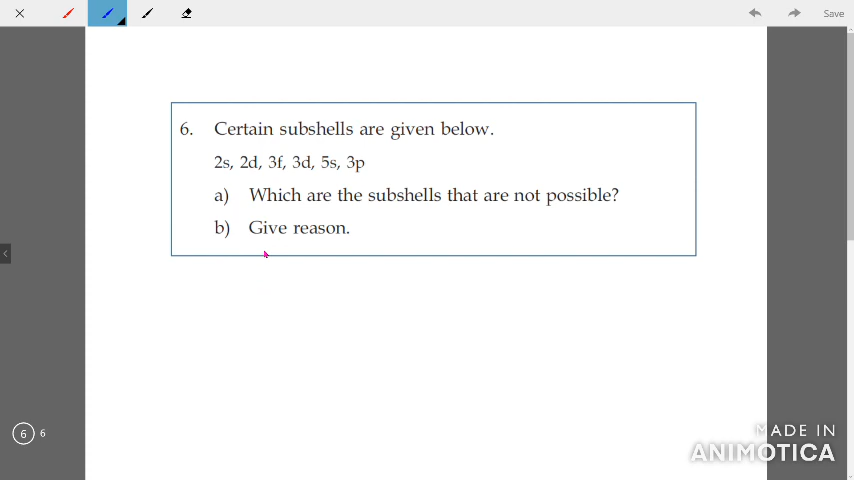 Save
6. Certain subshells are given below.
2s, 2d, 3f, 3d, 5s, 3p
a) Which are the subshells that are not possible?
b) Give reason.
6 6
MADE IN
ANIMOTICA